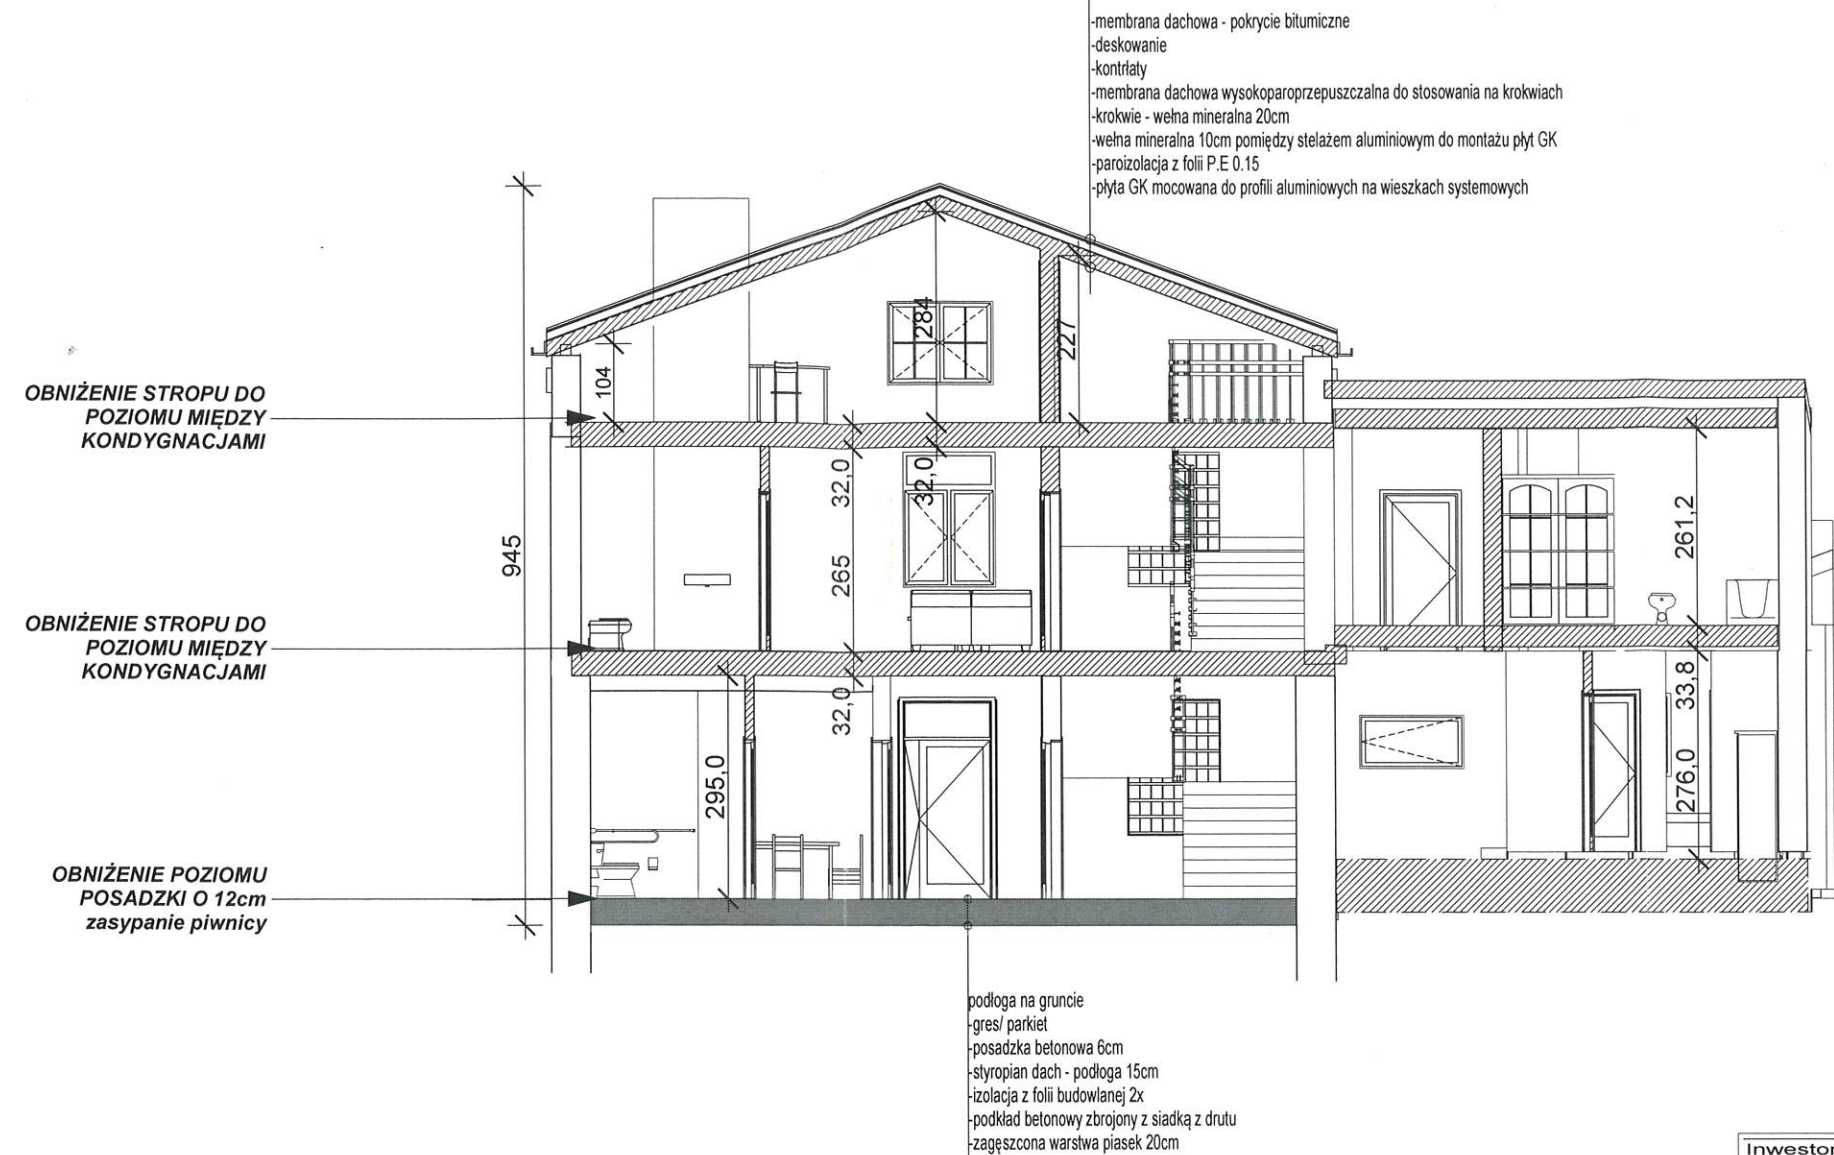 -membrana dachowa - pokrycie bitumiczne
-deskowanie
-kontrłaty
-membrana dachowa wysokoparoprzepuszczalna do stosowania na krokwiach
-krokwie - wełna mineralna 20cm
-wełna mineralna 10cm pomiędzy stelażem aluminiowym do montażu płyt GK
-paroizolacja z folii P.E 0.15
-płyta GK mocowana do profili aluminiowych na wieszkach systemowych
284
227
104
OBNIŻENIE STROPU DO
POZIOMU MIĘDZY
KONDYGNACJAMI
32,0
32,0
261,2
945
265
OBNIŻENIE STROPU DO
POZIOMU MIĘDZY
KONDYGNACJAMI
32,0
33,8
295,0
276,0
OBNIŻENIE POZIOMU
POSADZKI O 12cm
zasypanie piwnicy
podłoga na gruncie
-gres/ parkiet
-posadzka betonowa 6cm
-styropian dach - podłoga 15cm
-izolacja z folii budowlanej 2x
-podkład betonowy zbrojony z siadką z drutu
-zagęszcona warstwa piasek 20cm
Inwestor